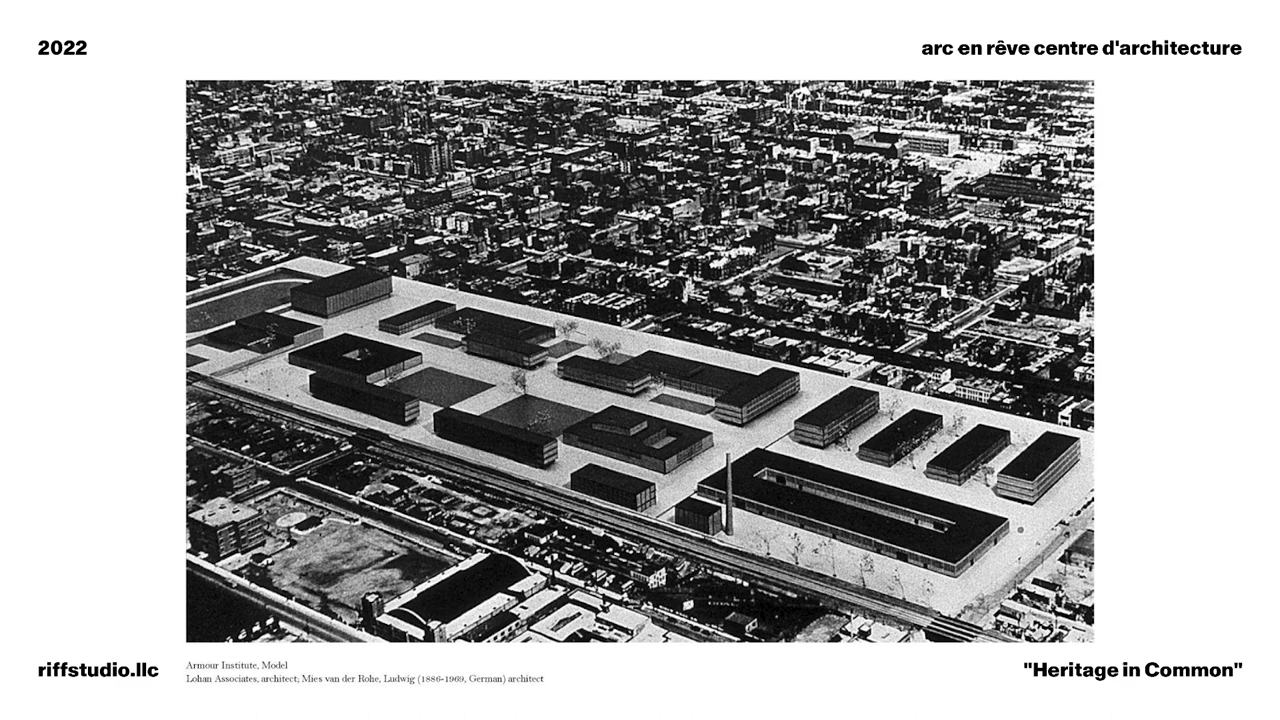 2022
arc en rêve centre d'architecture
riffstudio.llc
Armour Institute, Model
Lohan Associates, architect; Mies van der Rohe, Ludwig (1886-1969, German) architect
"Heritage in Common"